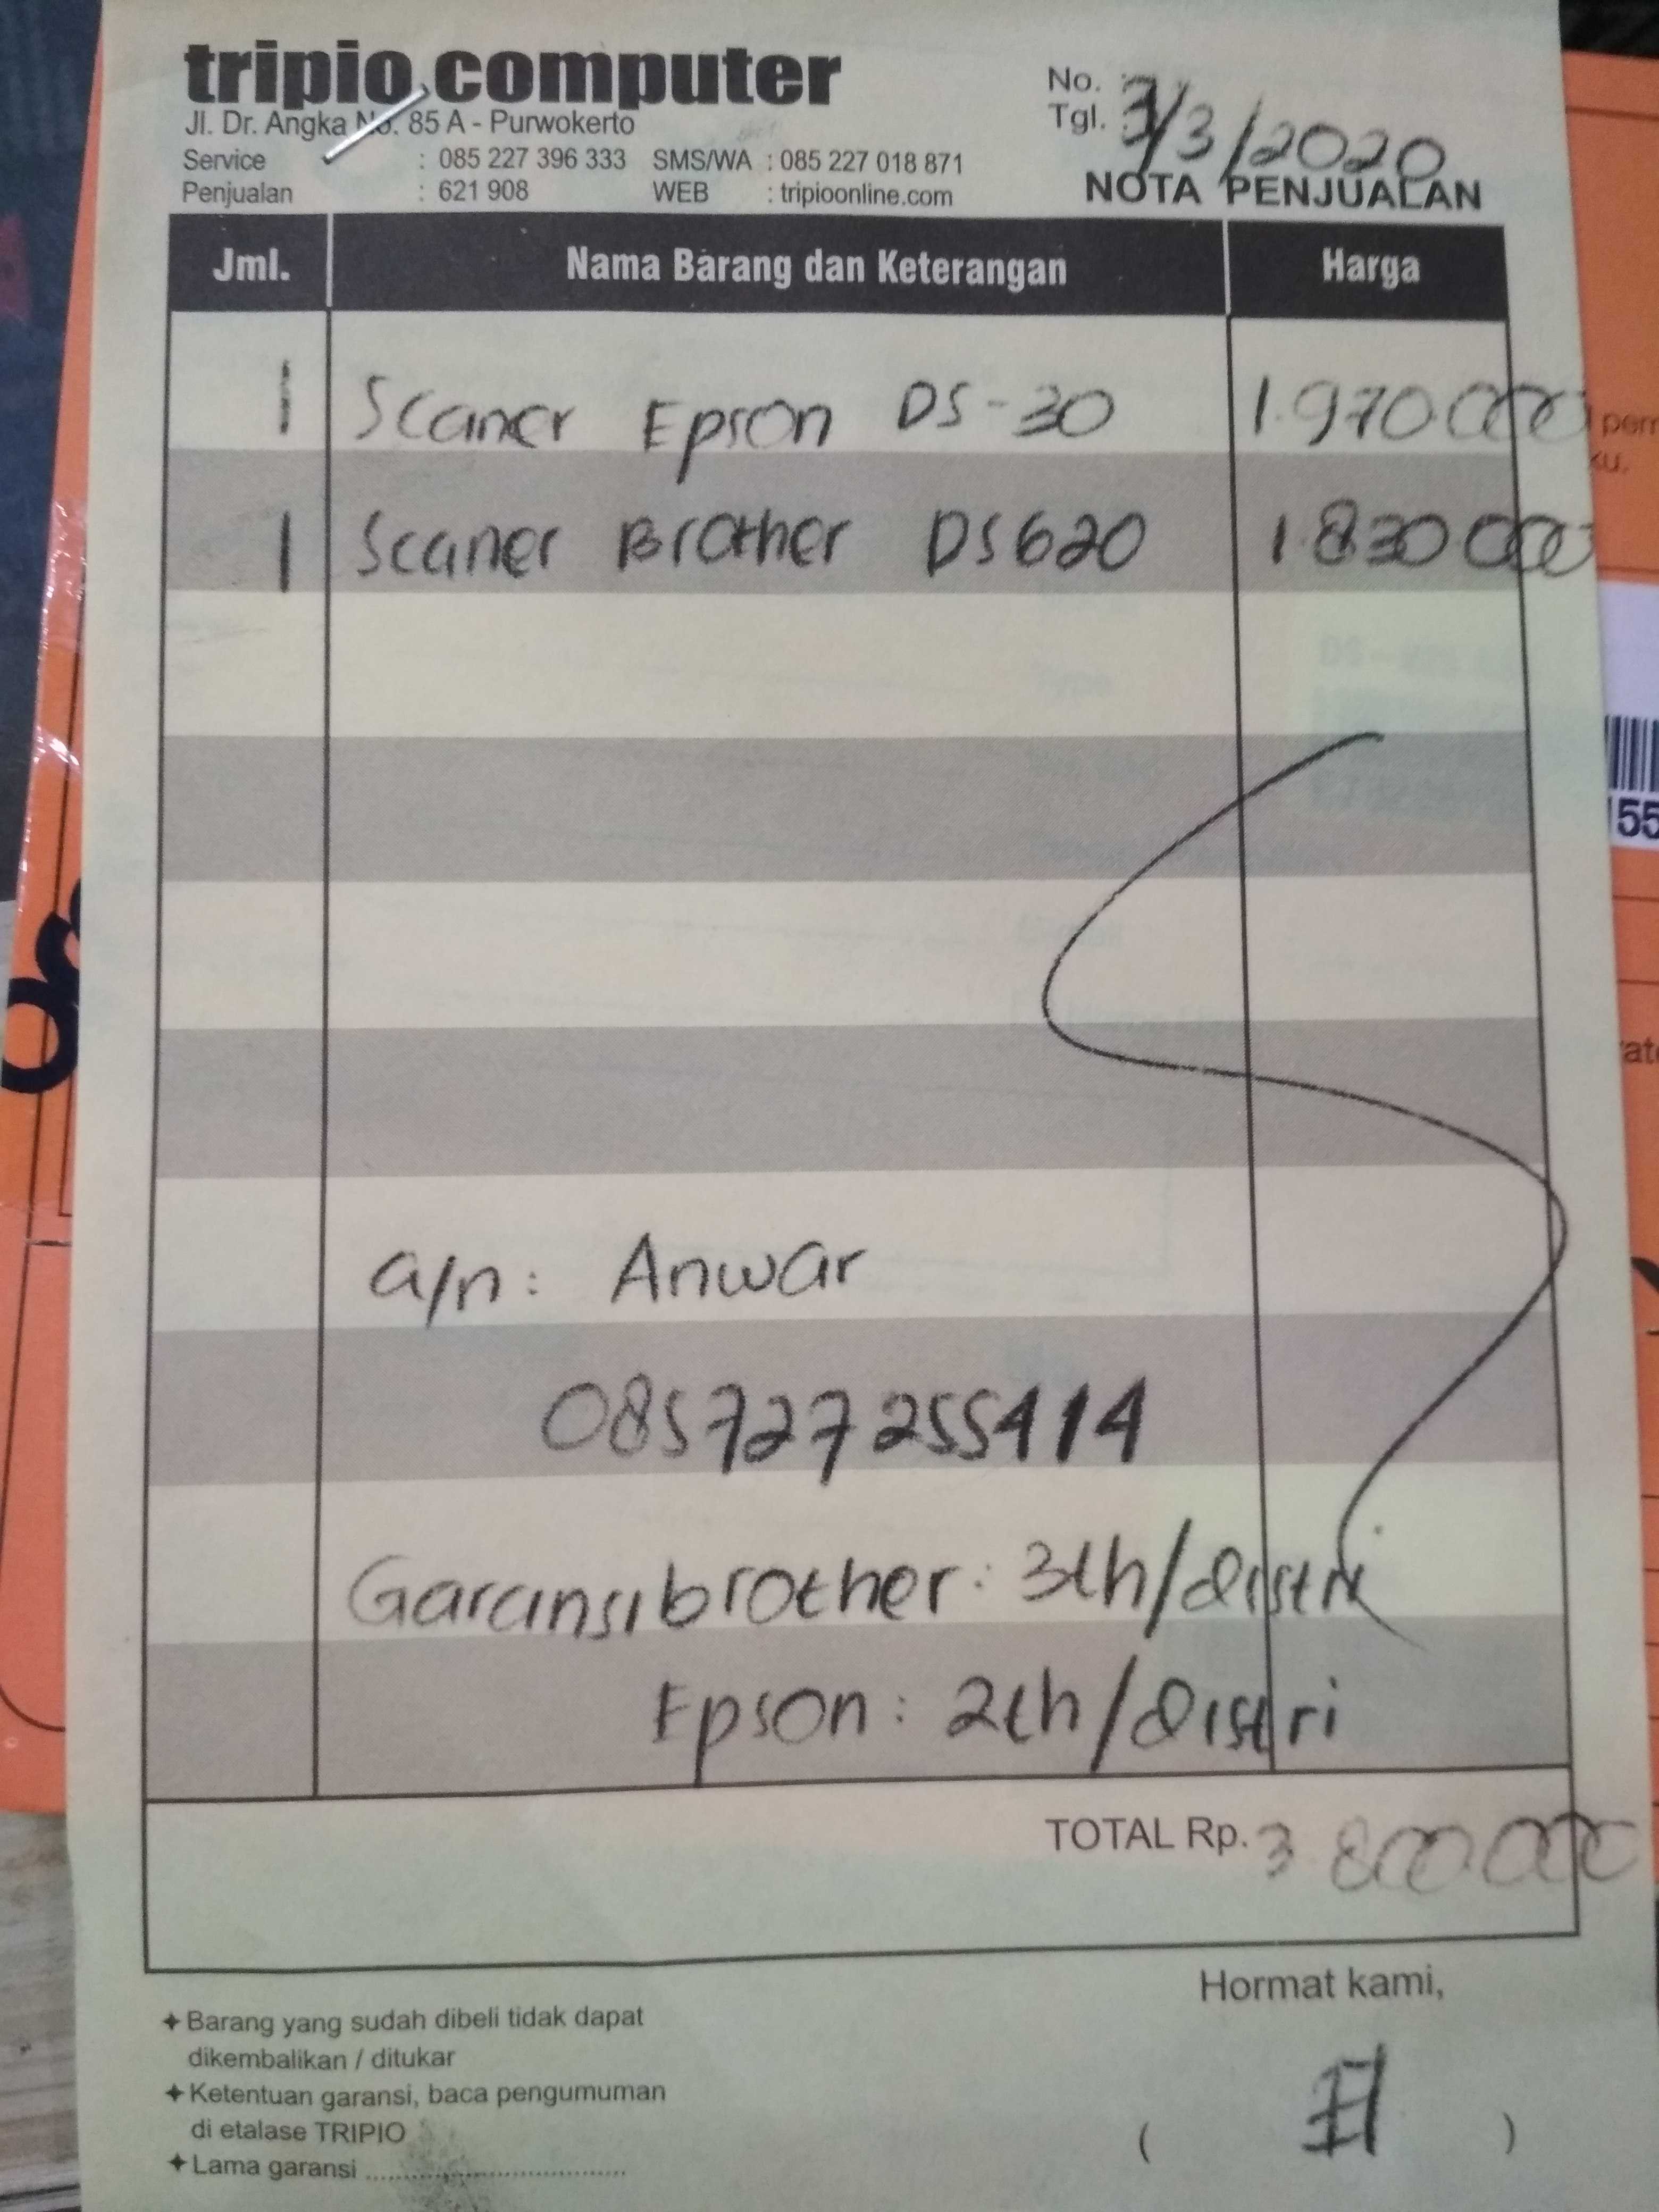 tripio computer
Jl. Dr. Angka No. 85 A - Purwokerto
Service : 085 227 396 333 SMS/WA : 085 227 018 871
Penjualan : 621 908 WEB : tripioonline.com
No.
Tgl. 3/3/2020
NOTA PENJUALAN
Jml. Nama Barang dan Keterangan Harga
1 Scaner Epson DS-30 1.970.000
1 Scaner Brother DS620 1.830.000
a/n: Anwar
085727255414
Garansi brother: 3th/distri
Epson: 2th/distri
TOTAL Rp. 3.800.000
Hormat kami,
✦ Barang yang sudah dibeli tidak dapat
dikembalikan / ditukar
✦ Ketentuan garansi, baca pengumuman
di etalase TRIPIO
✦ Lama garansi ..............................
( )
pem
ku.
155